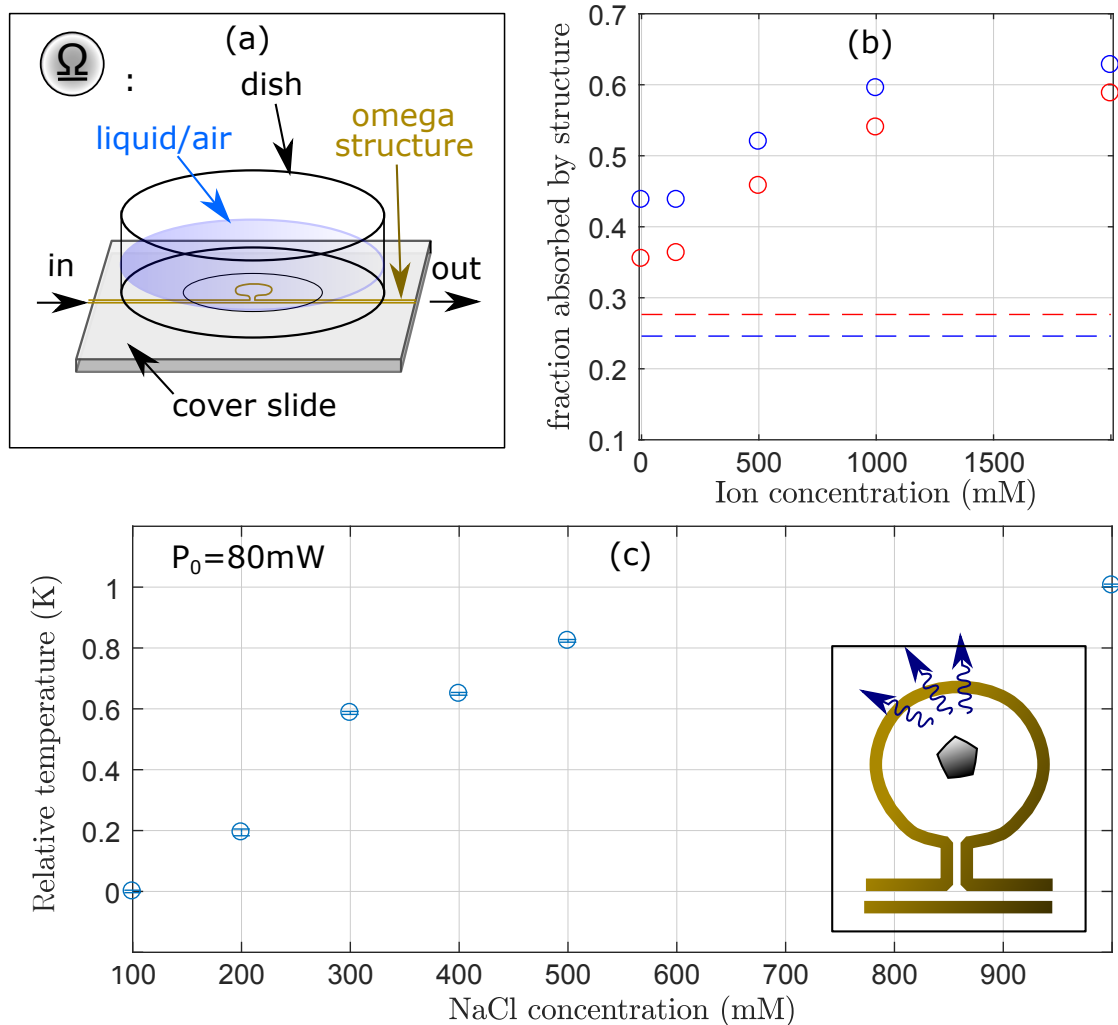 (a)
Ω :
dish
liquid/air
omega
structure
in
out
cover slide
(b)
fraction absorbed by structure
0.7
0.6
0.5
0.4
0.3
0.2
0.1
0 500 1000 1500
Ion concentration (mM)
P0=80mW
(c)
Relative temperature (K)
1
0.8
0.6
0.4
0.2
0
100 200 300 400 500 600 700 800 900
NaCl concentration (mM)